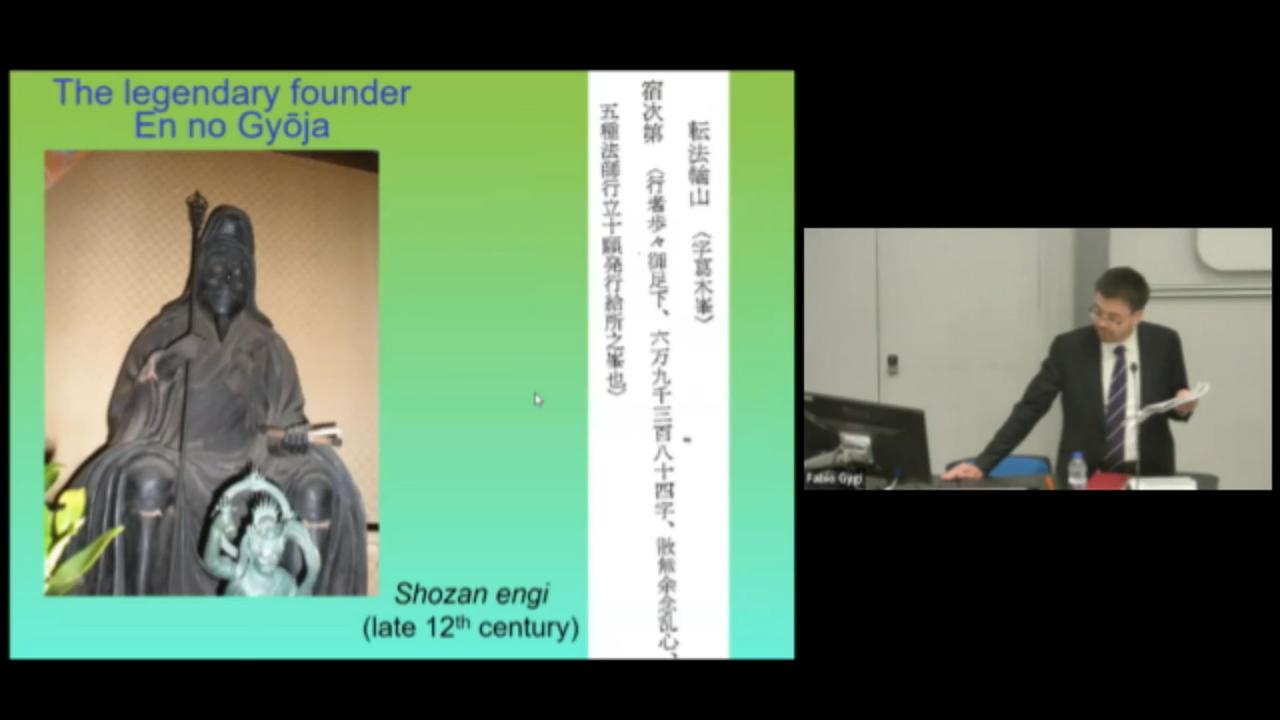 The legendary founder
En no Gyōja
転法輪山 〈字葛木峯〉
宿次第 〈行者歩々御足下、六万九千三百八十四字、敢無余念乱心、
五種法師行立十願発行給所之峯也〉
Shozan engi
(late 12th century)
Fabio Gygi